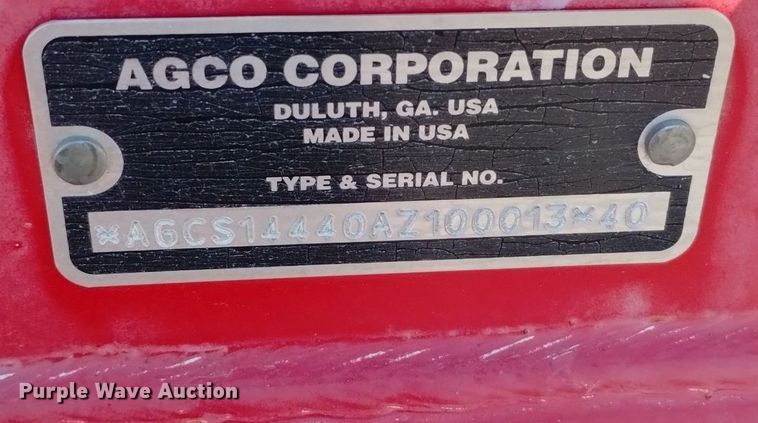 AGCO CORPORATION
DULUTH, GA. USA
MADE IN USA
TYPE & SERIAL NO.
*AGCS14440AZ100013*40
Purple Wave Auction